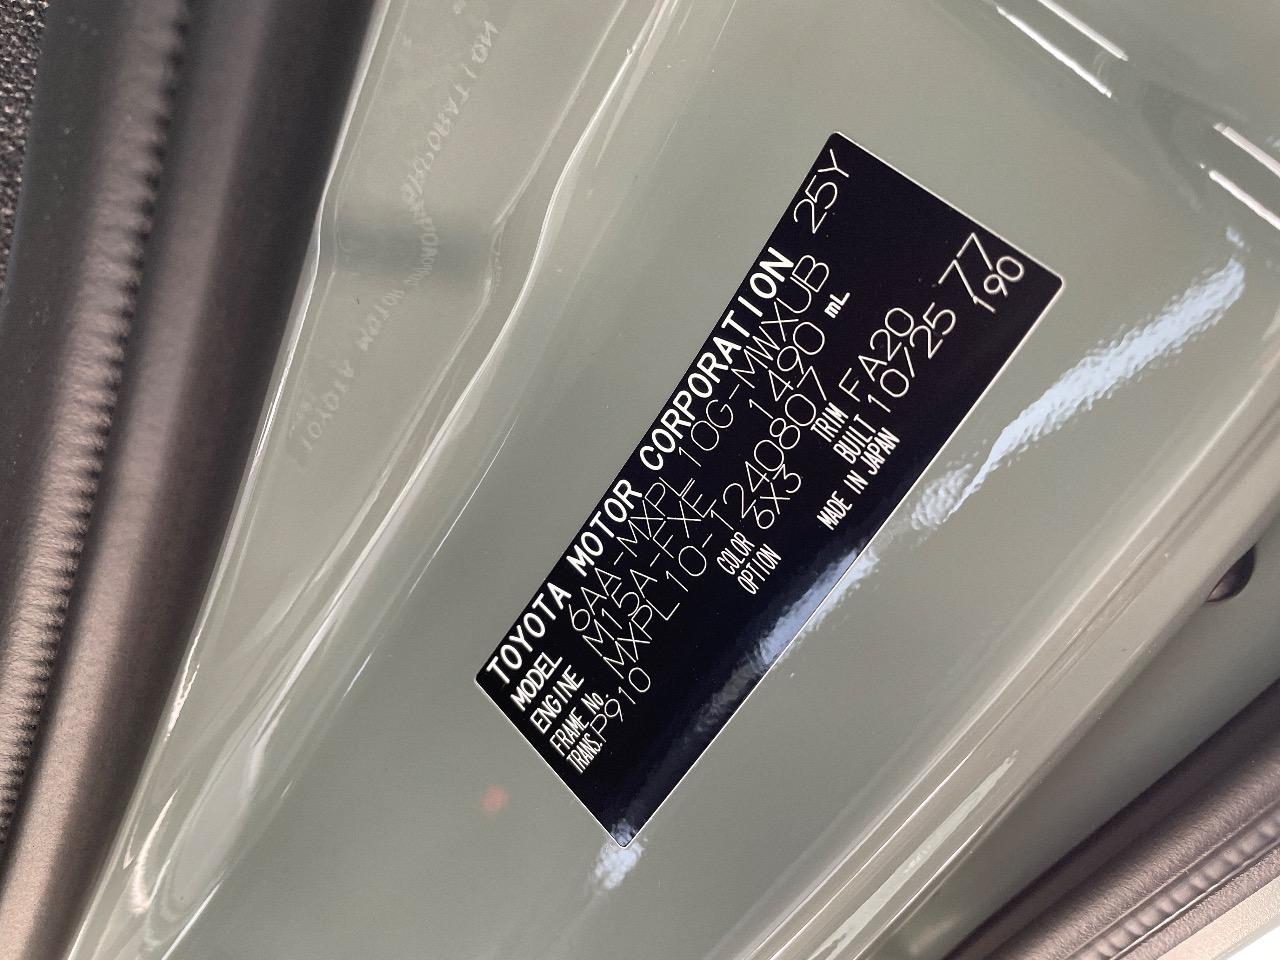 TOYOTA MOTOR CORPORATION 25Y
MODEL 6AA-MXPL10G-MWXUB
ENGINE M15A-FXE 1490 mL
FRAME No. MXPL10-1240807
TRANS. P910 COLOR 6X3 TRIM FA20 77
OPTION BUILT 10/25 190
MADE IN JAPAN